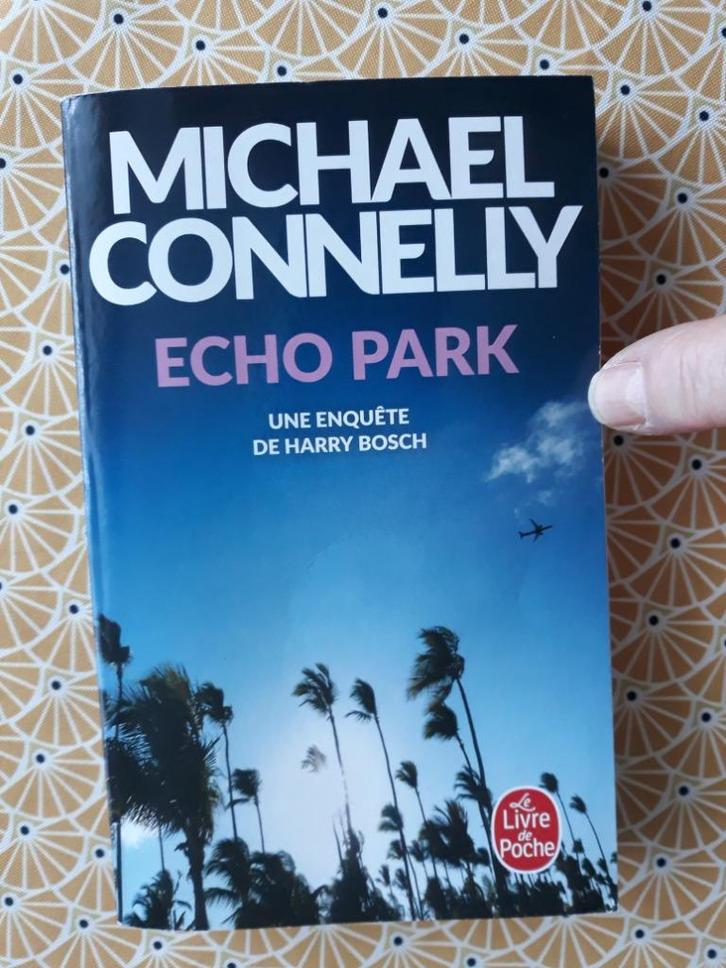 MICHAEL
CONNELLY
ECHO PARK
UNE ENQUÊTE
DE HARRY BOSCH
Le
Livre
de
Poche